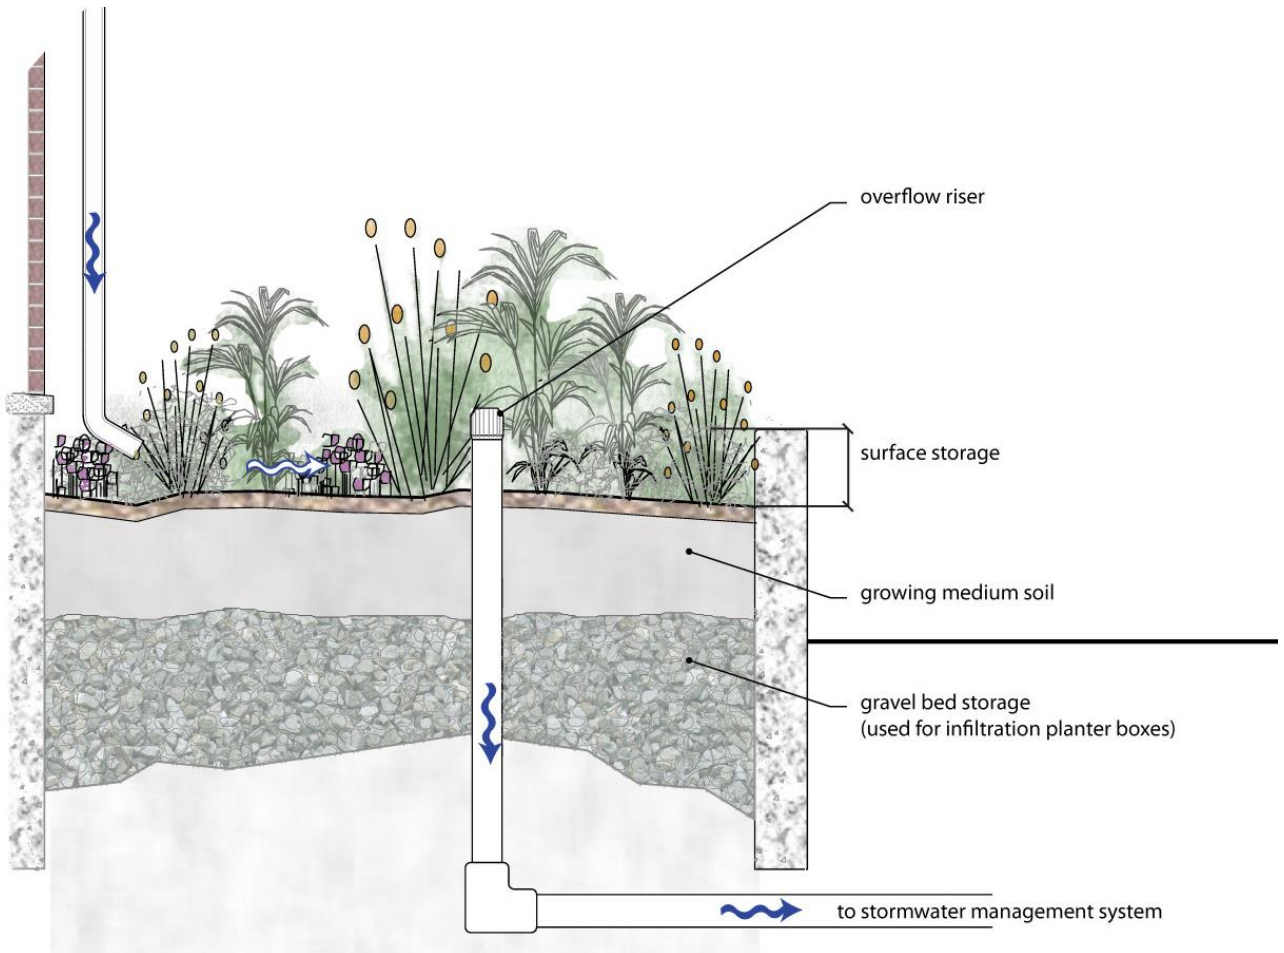 overflow riser
surface storage
growing medium soil
gravel bed storage
(used for infiltration planter boxes)
to stormwater management system